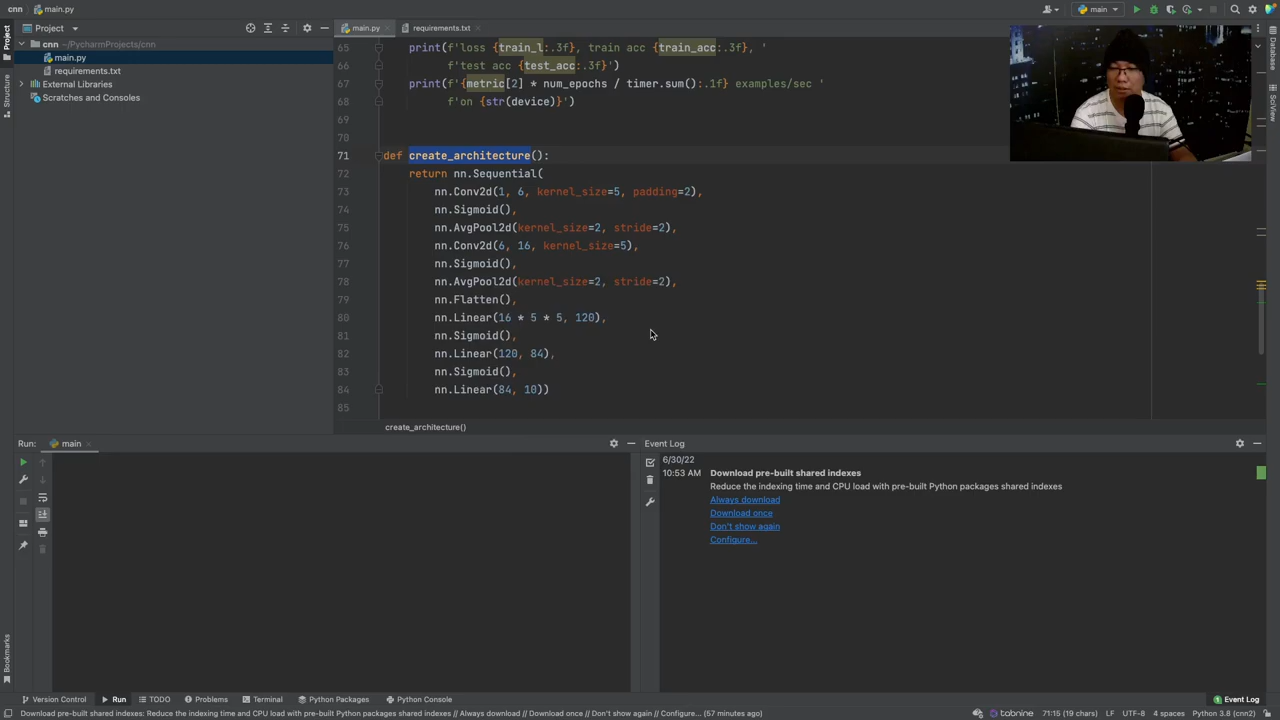 main.py
main
Project
main.py
requirements.txt
cnn ~/PycharmProjects/cnn
main.py
requirements.txt
External Libraries
Scratches and Consoles
Project
Structure
Bookmarks
Database
SciView
65 print(f'loss {train_l:.3f}, train acc {train_acc:.3f}, '
66 f'test acc {test_acc:.3f}')
67 print(f'{metric[2] * num_epochs / timer.sum():.1f} examples/sec '
68 f'on {str(device)}')
69
70
71 def create_architecture():
72 return nn.Sequential(
73 nn.Conv2d(1, 6, kernel_size=5, padding=2),
74 nn.Sigmoid(),
75 nn.AvgPool2d(kernel_size=2, stride=2),
76 nn.Conv2d(6, 16, kernel_size=5),
77 nn.Sigmoid(),
78 nn.AvgPool2d(kernel_size=2, stride=2),
79 nn.Flatten(),
80 nn.Linear(16 * 5 * 5, 120),
81 nn.Sigmoid(),
82 nn.Linear(120, 84),
83 nn.Sigmoid(),
84 nn.Linear(84, 10))
85
create_architecture()
Run: main
Event Log
6/30/22
10:53 AM Download pre-built shared indexes
Reduce the indexing time and CPU load with pre-built Python packages shared indexes
Always download
Download once
Don't show again
Configure...
Version Control Run TODO Problems Terminal Python Packages Python Console Event Log
Download pre-built shared indexes: Reduce the indexing time and CPU load with pre-built Python packages shared indexes // Always download // Download once // Don't show again // Configure... (57 minutes ago)
tabnine 71:15 (19 chars) LF UTF-8 4 spaces Python 3.8 (cnn2)